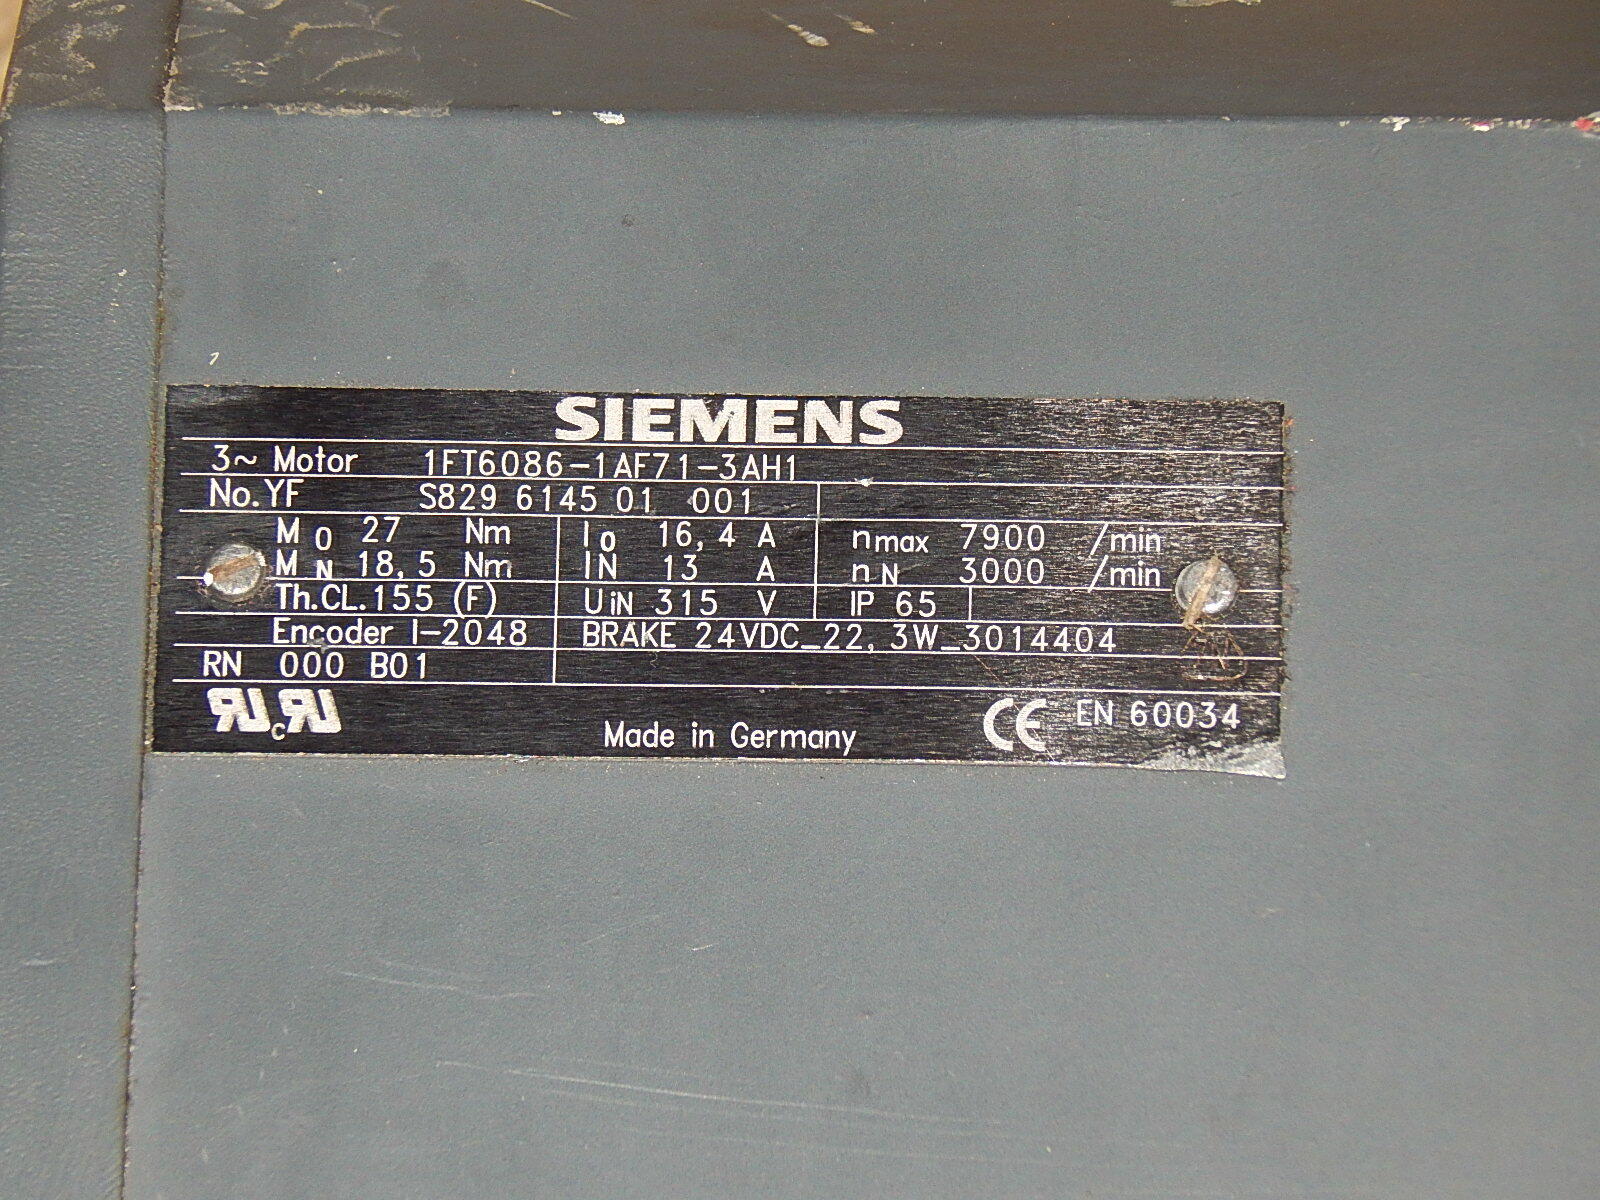 SIEMENS
3~ Motor 1FT6086-1AF71-3AH1
No.YF S829 6145 01 001
M0 27 Nm I0 16,4 A nmax 7900 /min
MN 18,5 Nm IN 13 A nN 3000 /min
Th.CL.155 (F) UiN 315 V IP 65
Encoder I-2048 BRAKE 24VDC_22,3W_3014404
RN 000 B01
RU cRU
Made in Germany CE EN 60034